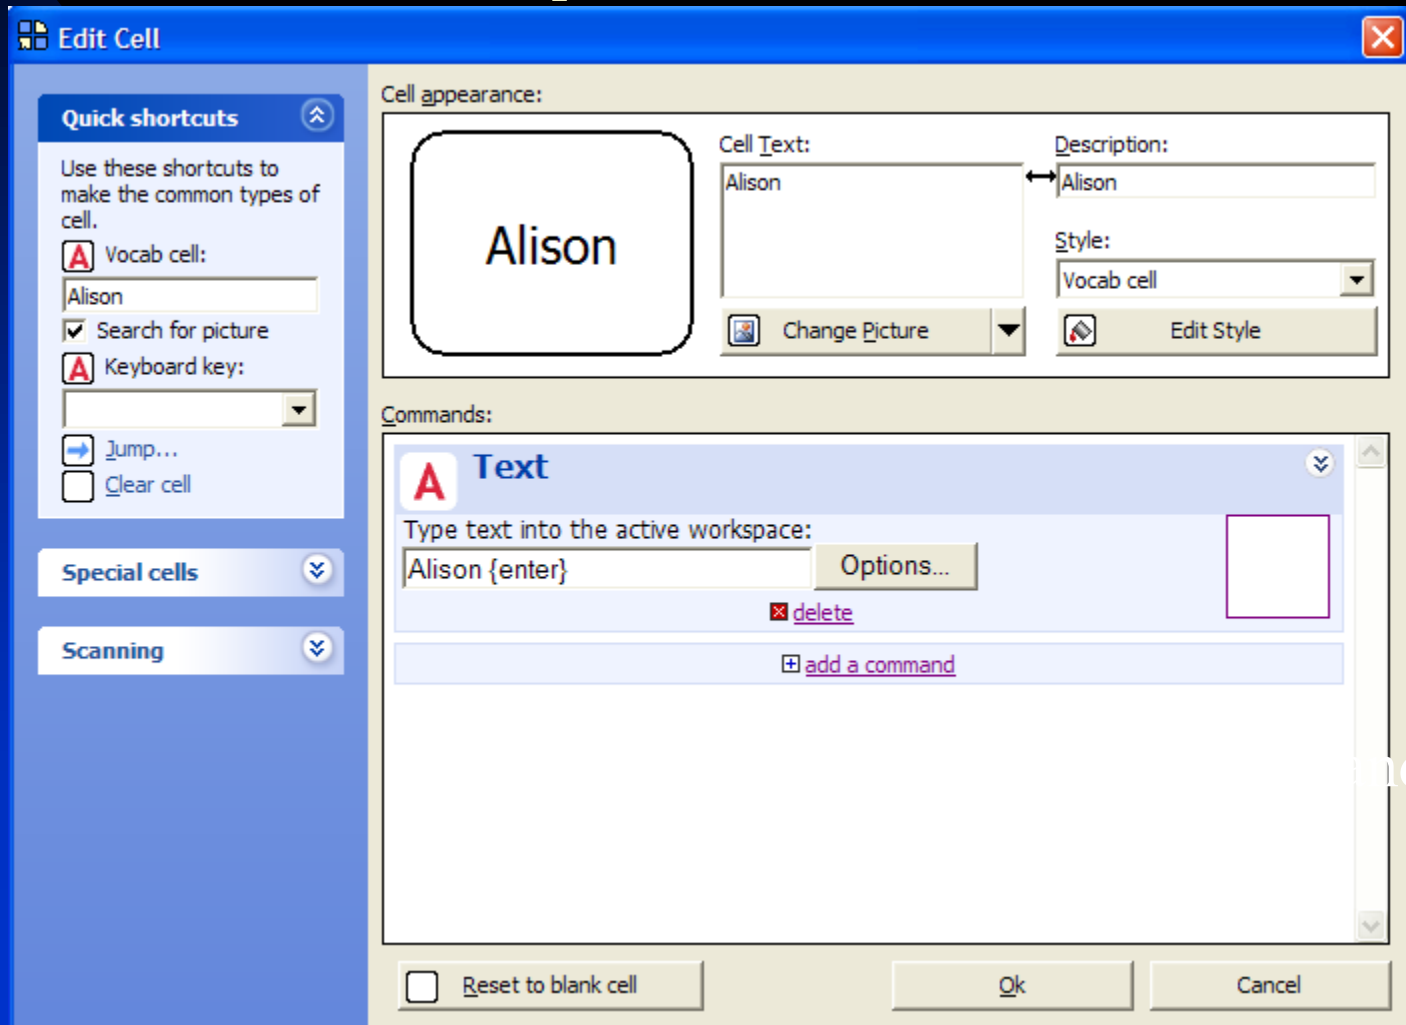 Edit Cell
Quick shortcuts
Use these shortcuts to
make the common types of
cell.
A Vocab cell:
Alison
Search for picture
A Keyboard key:
Jump...
Clear cell
Special cells
Scanning
Cell appearance:
Alison
Cell Text:
Alison
Description:
Alison
Style:
Vocab cell
Change Picture
Edit Style
Commands:
A Text
Type text into the active workspace:
Alison {enter}
Options...
delete
add a command
Reset to blank cell
Ok
Cancel